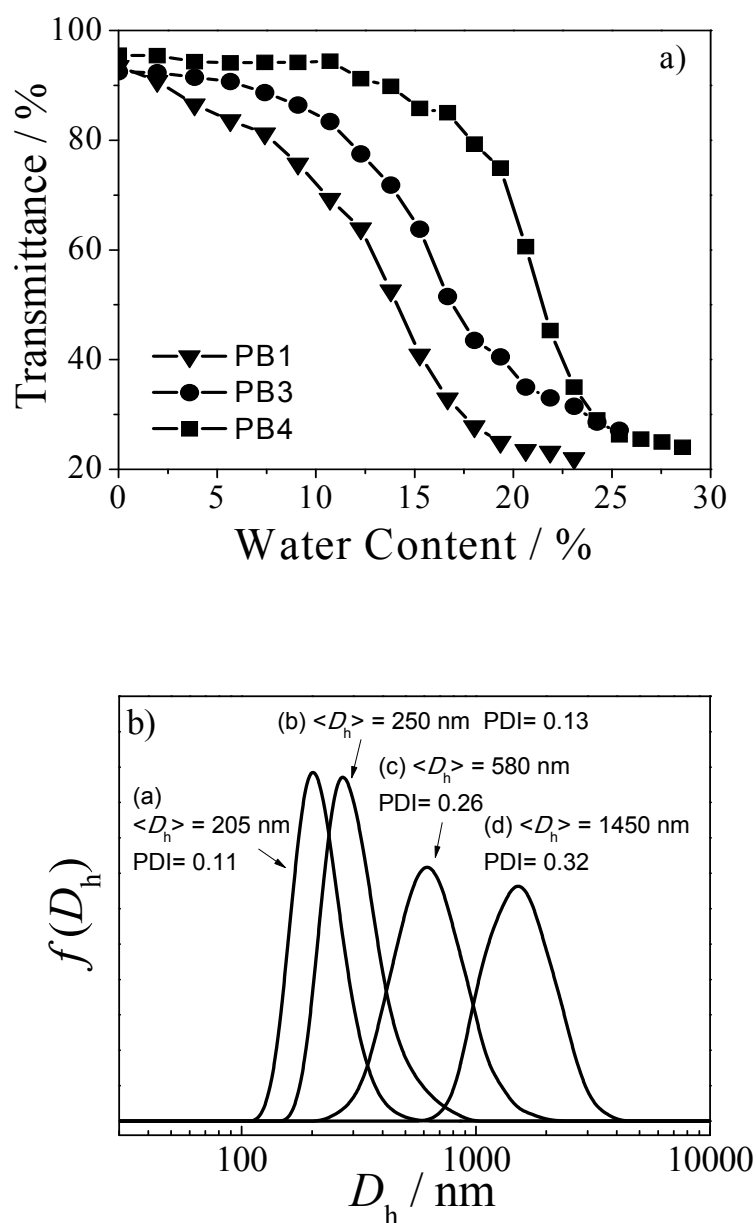 a)
100
80
60
40
20
Transmittance / %
PB1
PB3
PB4
0 5 10 15 20 25 30
Water Content / %
b)
(b) <Dh> = 250 nm PDI= 0.13
(c) <Dh> = 580 nm
PDI= 0.26
(a)
<Dh> = 205 nm
PDI= 0.11
(d) <Dh> = 1450 nm
PDI= 0.32
f(Dh)
100 1000 10000
Dh / nm